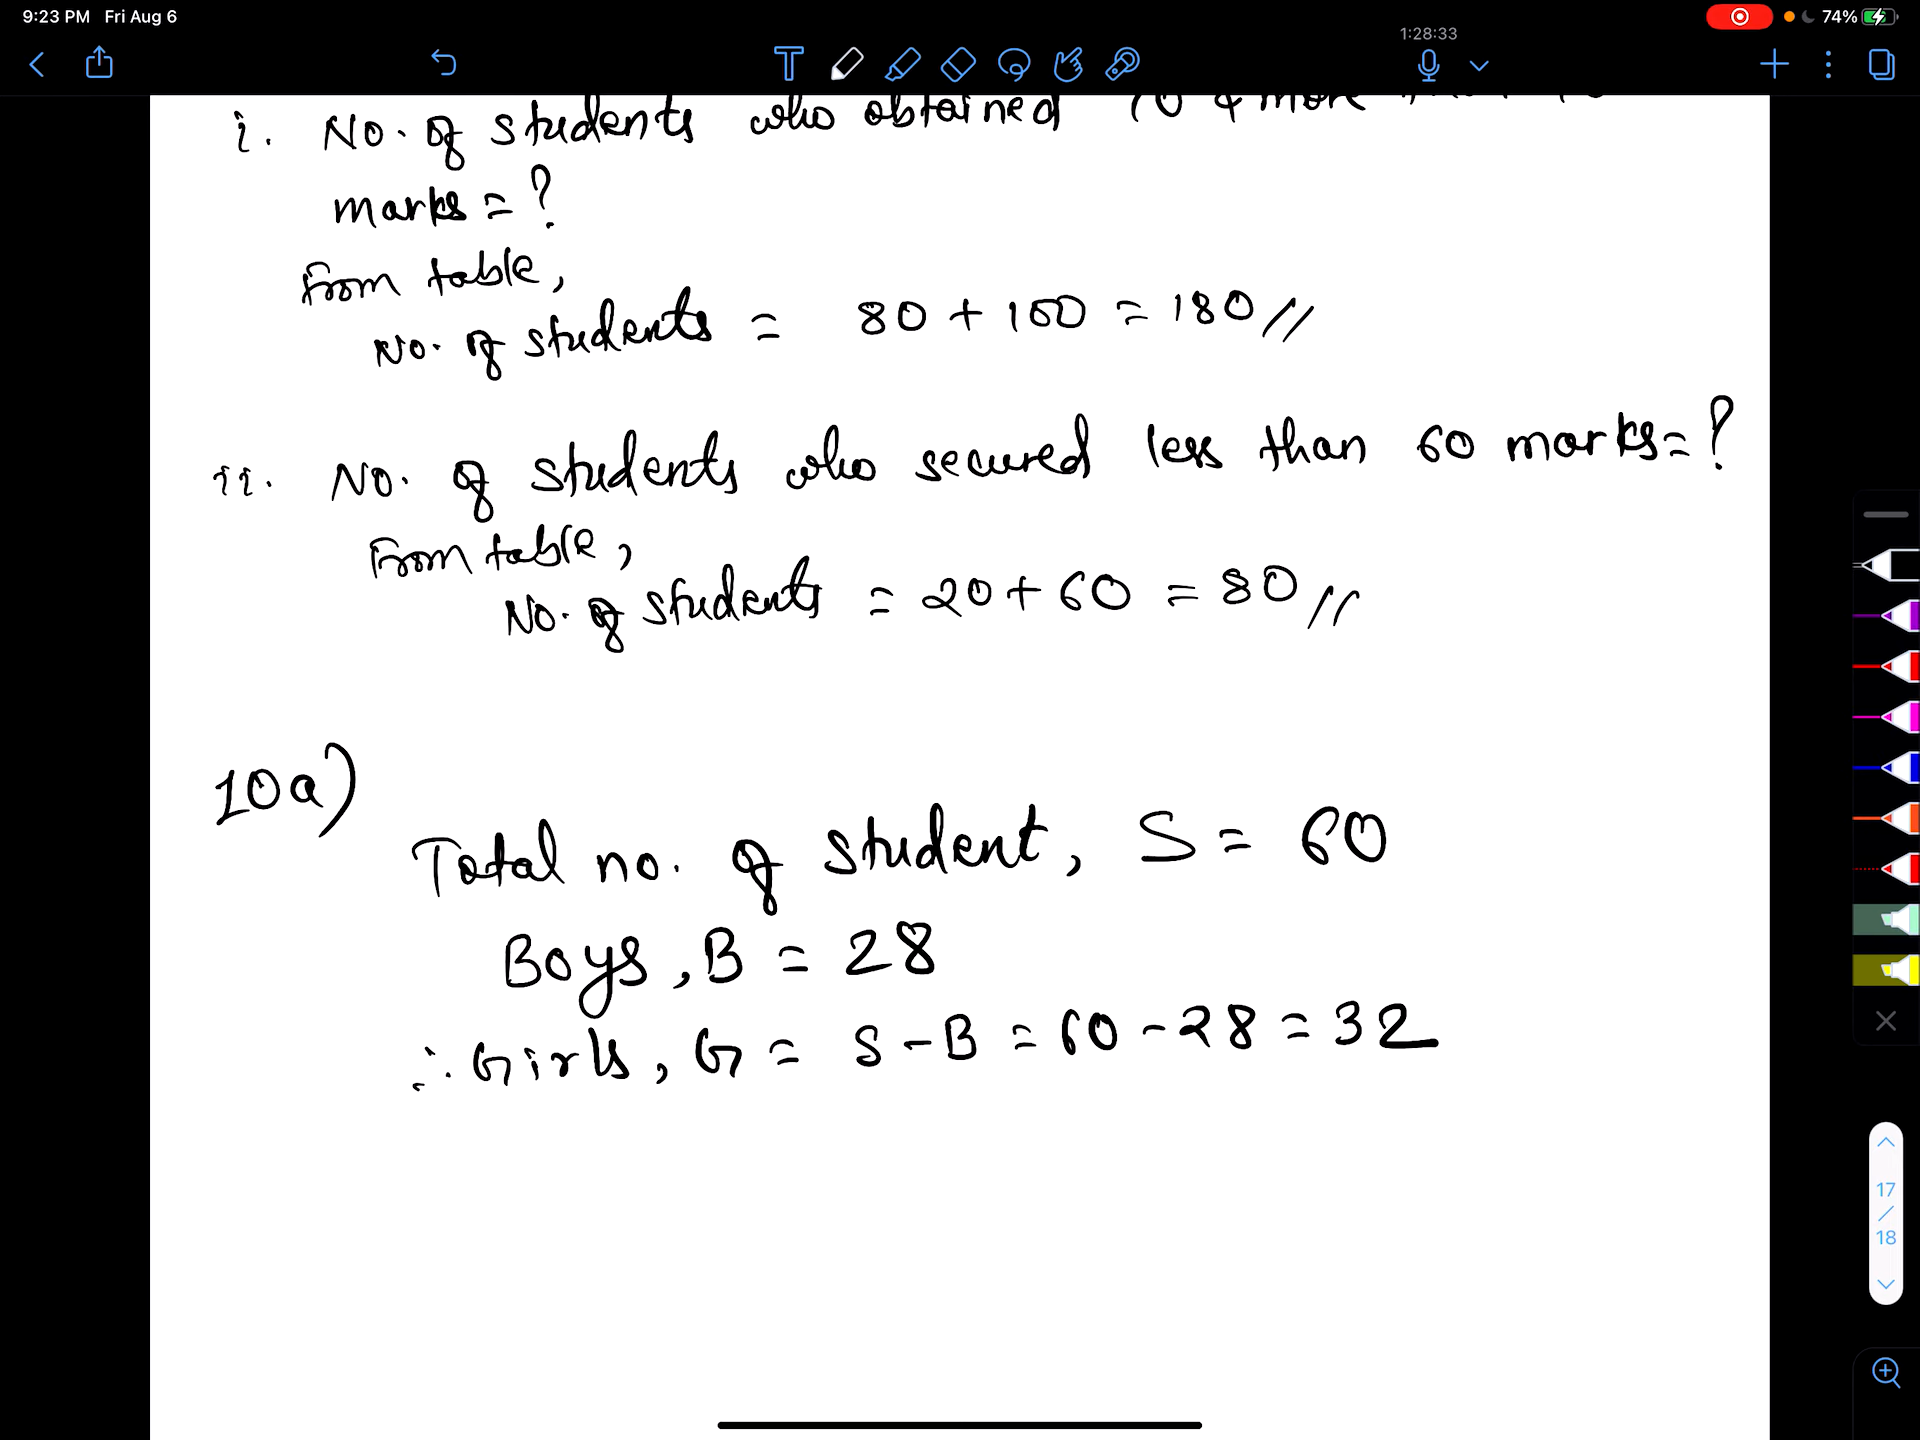 9:23 PM Fri Aug 6
74%
1:28:33
i. No. of students who obtained 70 & more
marks = ?
From table,
No. of students = 80 + 100 = 180 //
ii. No. of students who secured less than 60 marks = ?
From table,
No. of students = 20 + 60 = 80 //
10a)
Total no. of student, S = 60
Boys, B = 28
∴ Girls, G = S - B = 60 - 28 = 32
17
/
18